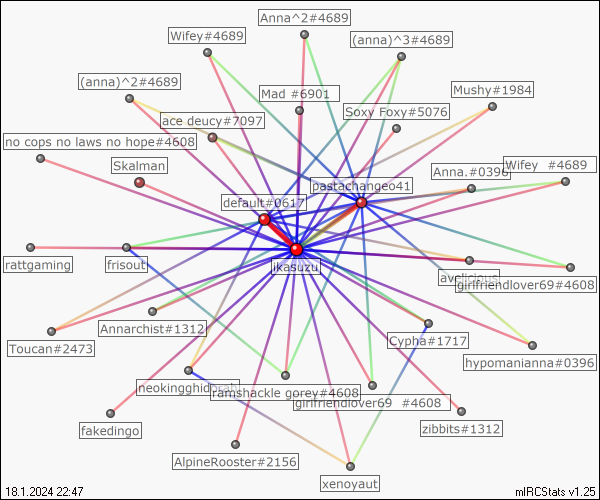 Anna^2#4689
Wifey#4689
(anna)^3#4689
(anna)^2#4689
Mad #6901
Mushy#1984
Soxy Foxy#5076
ace deucy#7097
no cops no laws no hope#4608
Skalman
Anna.#0396
Wifey #4689
pastachangeo41
default#0617
ikasuzu
rattgaming
frisout
avelicious
girlfriendlover69#4608
Annarchist#1312
Toucan#2473
Cypha#1717
hypomanianna#0396
ramshackle gorey#4608
girlfriendlover69 #4608
fakedingo
zibbits#1312
AlpineRooster#2156
xenoyaut
18.1.2024 22:47
mIRCStats v1.25